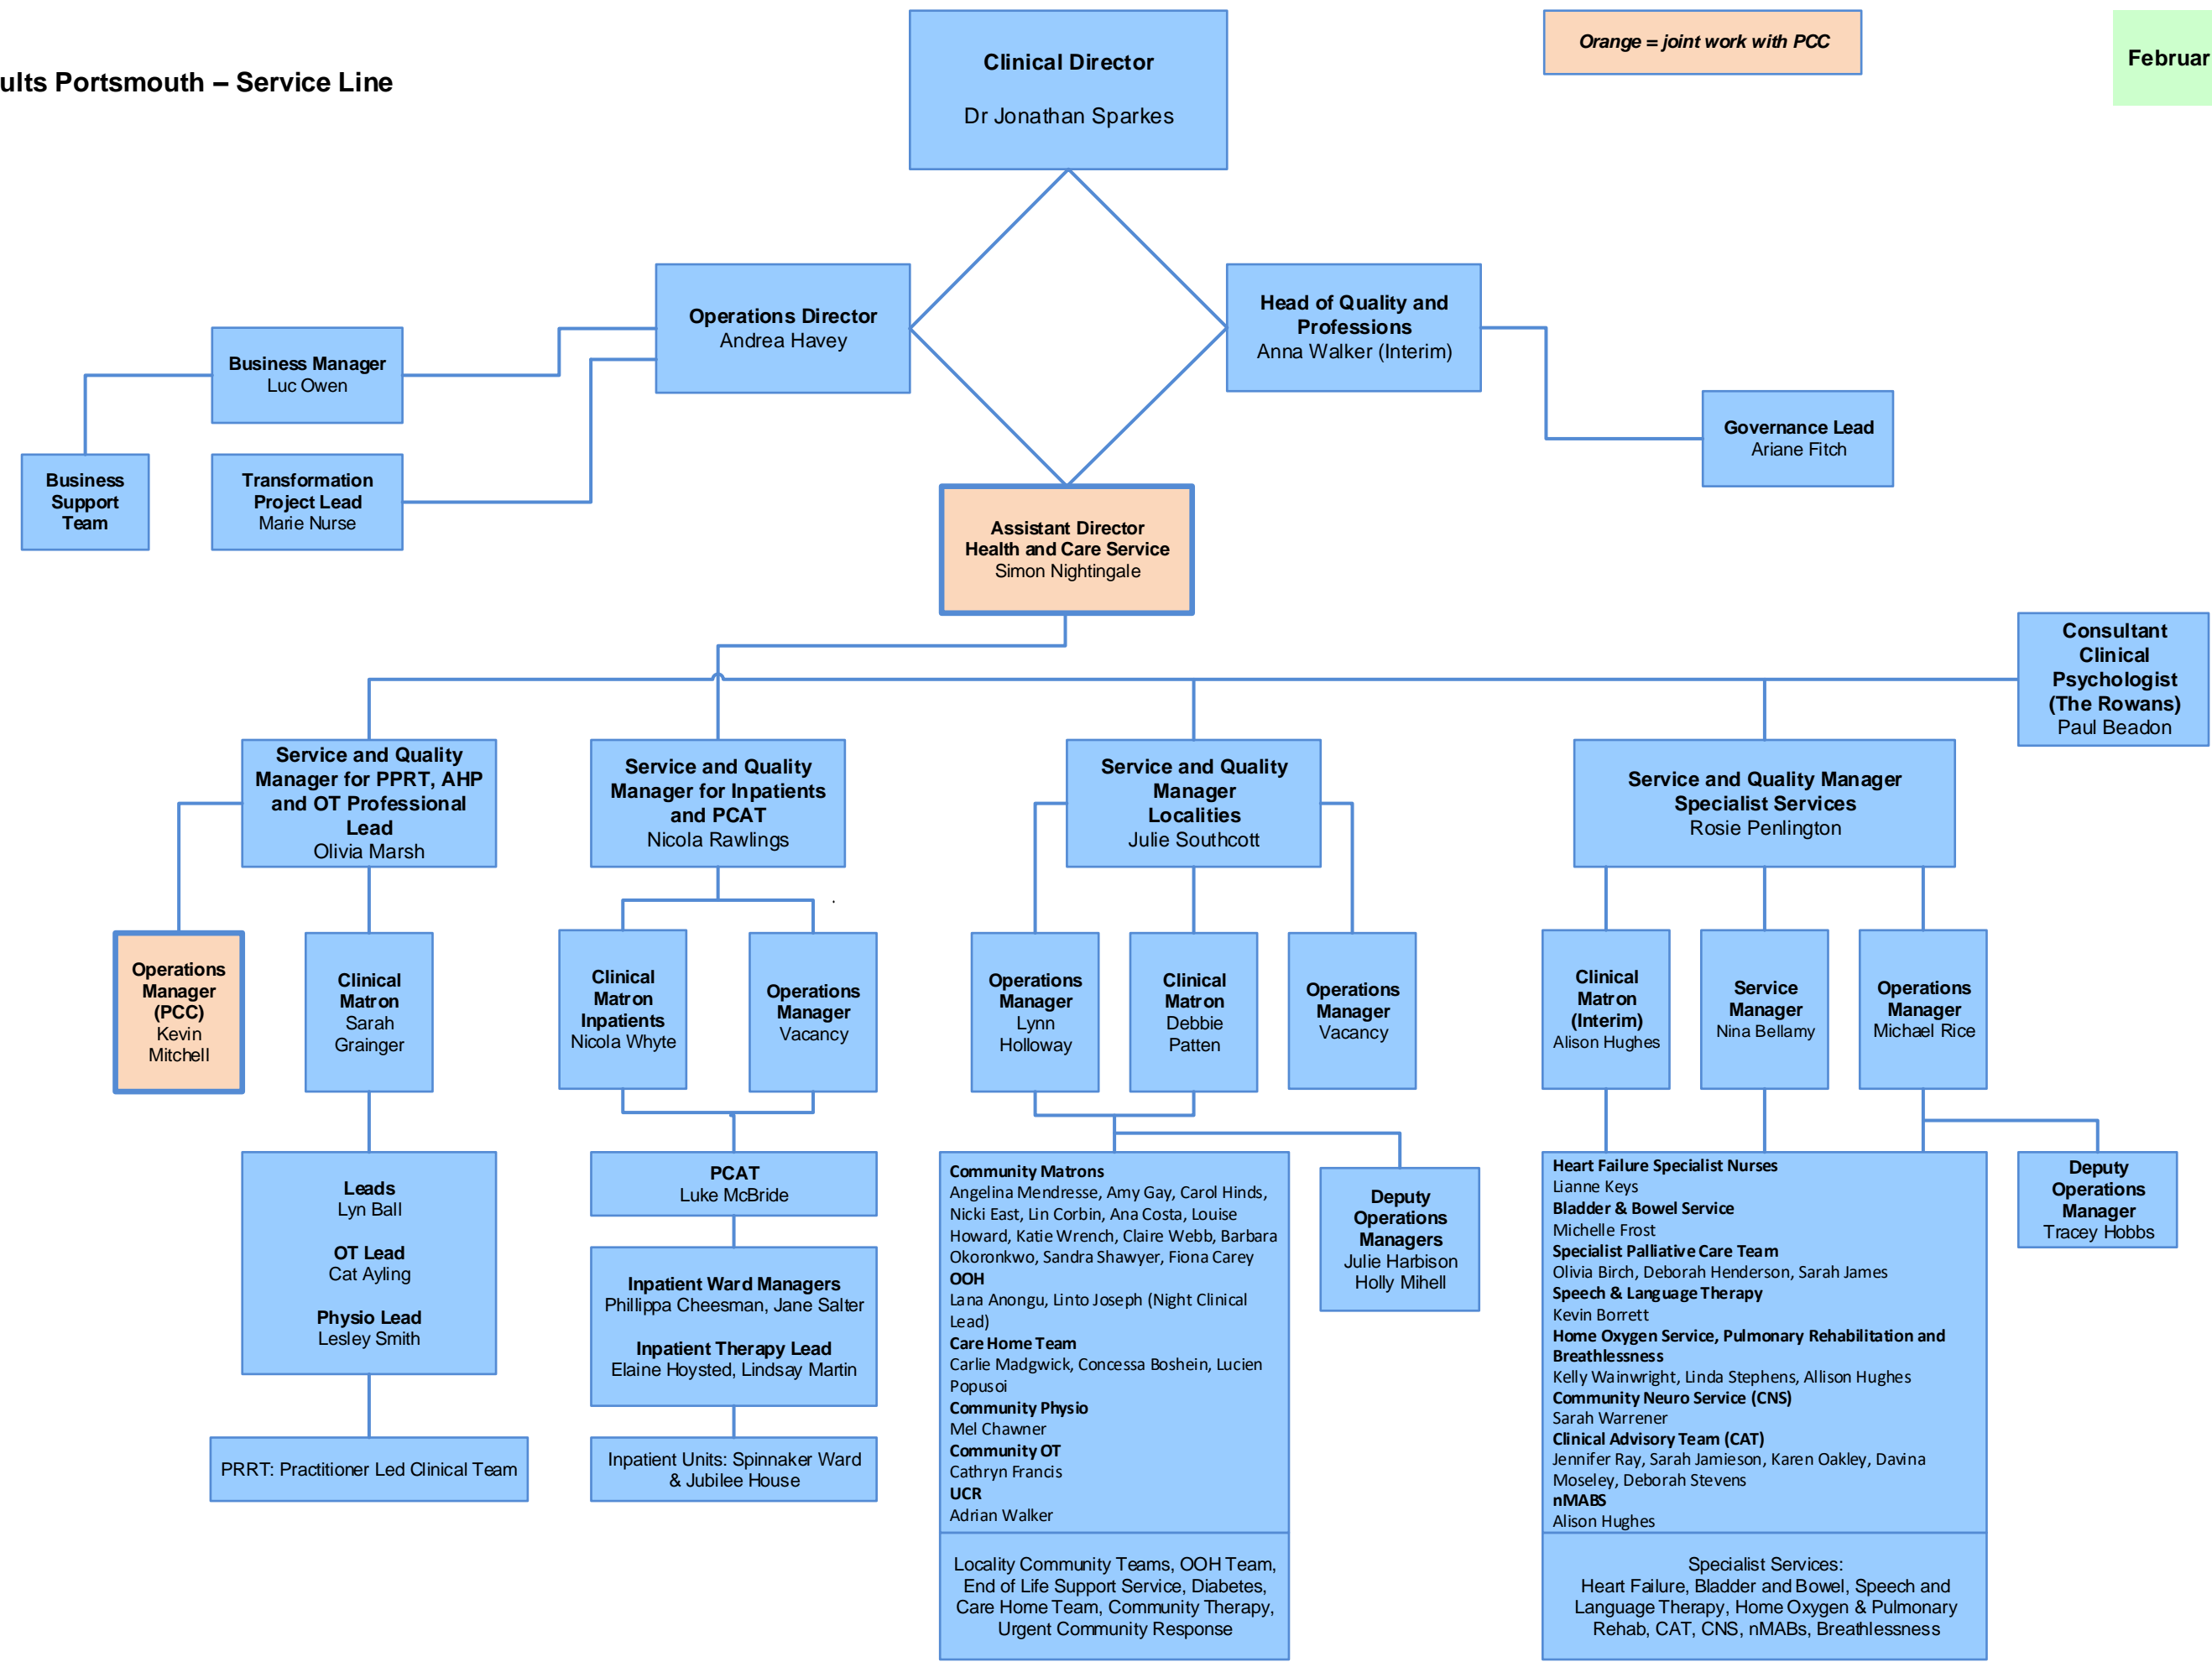 ults Portsmouth – Service Line
Clinical Director
Dr Jonathan Sparkes
Orange = joint work with PCC
Februar
Operations Director
Andrea Havey
Head of Quality and
Professions
Anna Walker (Interim)
Business Manager
Luc Owen
Governance Lead
Ariane Fitch
Business
Support
Team
Transformation
Project Lead
Marie Nurse
Assistant Director
Health and Care Service
Simon Nightingale
Consultant
Clinical
Psychologist
(The Rowans)
Paul Beadon
Service and Quality
Manager for PPRT, AHP
and OT Professional
Lead
Olivia Marsh
Service and Quality
Manager for Inpatients
and PCAT
Nicola Rawlings
Service and Quality
Manager
Localities
Julie Southcott
Service and Quality Manager
Specialist Services
Rosie Penlington
Operations
Manager
(PCC)
Kevin
Mitchell
Clinical
Matron
Sarah
Grainger
Clinical
Matron
Inpatients
Nicola Whyte
Operations
Manager
Vacancy
Operations
Manager
Lynn
Holloway
Clinical
Matron
Debbie
Patten
Operations
Manager
Vacancy
Clinical
Matron
(Interim)
Alison Hughes
Service
Manager
Nina Bellamy
Operations
Manager
Michael Rice
Leads
Lyn Ball
OT Lead
Cat Ayling
Physio Lead
Lesley Smith
PRRT: Practitioner Led Clinical Team
PCAT
Luke McBride
Inpatient Ward Managers
Phillippa Cheesman, Jane Salter
Inpatient Therapy Lead
Elaine Hoysted, Lindsay Martin
Inpatient Units: Spinnaker Ward
& Jubilee House
Community Matrons
Angelina Mendresse, Amy Gay, Carol Hinds,
Nicki East, Lin Corbin, Ana Costa, Louise
Howard, Katie Wrench, Claire Webb, Barbara
Okoronkwo, Sandra Shawyer, Fiona Carey
OOH
Lana Anongu, Linto Joseph (Night Clinical
Lead)
Care Home Team
Carlie Madgwick, Concessa Boshein, Lucien
Popusoi
Community Physio
Mel Chawner
Community OT
Cathryn Francis
UCR
Adrian Walker
Locality Community Teams, OOH Team,
End of Life Support Service, Diabetes,
Care Home Team, Community Therapy,
Urgent Community Response
Deputy
Operations
Managers
Julie Harbison
Holly Mihell
Heart Failure Specialist Nurses
Lianne Keys
Bladder & Bowel Service
Michelle Frost
Specialist Palliative Care Team
Olivia Birch, Deborah Henderson, Sarah James
Speech & Language Therapy
Kevin Borrett
Home Oxygen Service, Pulmonary Rehabilitation and
Breathlessness
Kelly Wainwright, Linda Stephens, Allison Hughes
Community Neuro Service (CNS)
Sarah Warrener
Clinical Advisory Team (CAT)
Jennifer Ray, Sarah Jamieson, Karen Oakley, Davina
Moseley, Deborah Stevens
nMABS
Alison Hughes
Specialist Services:
Heart Failure, Bladder and Bowel, Speech and
Language Therapy, Home Oxygen & Pulmonary
Rehab, CAT, CNS, nMABs, Breathlessness
Deputy
Operations
Manager
Tracey Hobbs